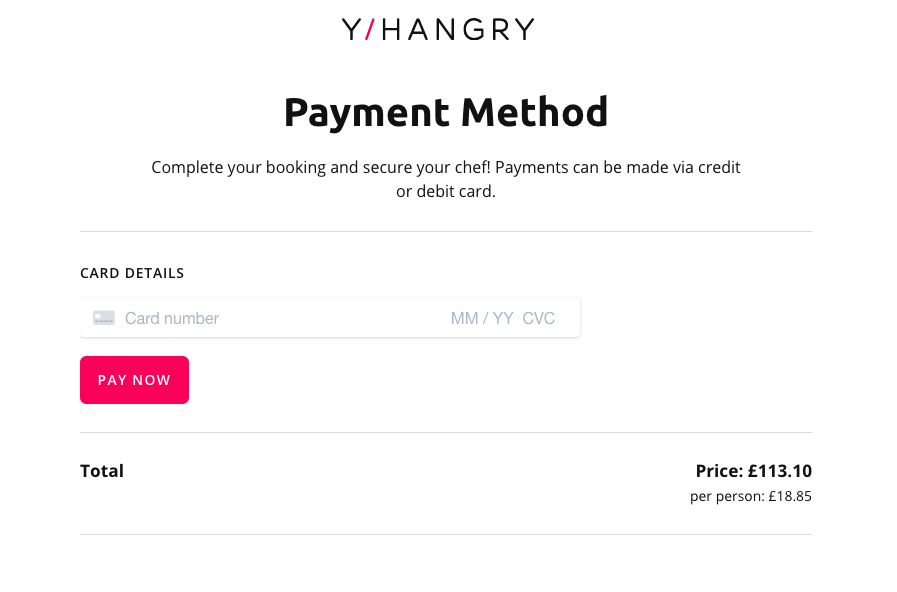 Y/HANGRY
Payment Method
Complete your booking and secure your chef! Payments can be made via credit
or debit card.
CARD DETAILS
Card number MM / YY CVC
PAY NOW
Total Price: £113.10
per person: £18.85